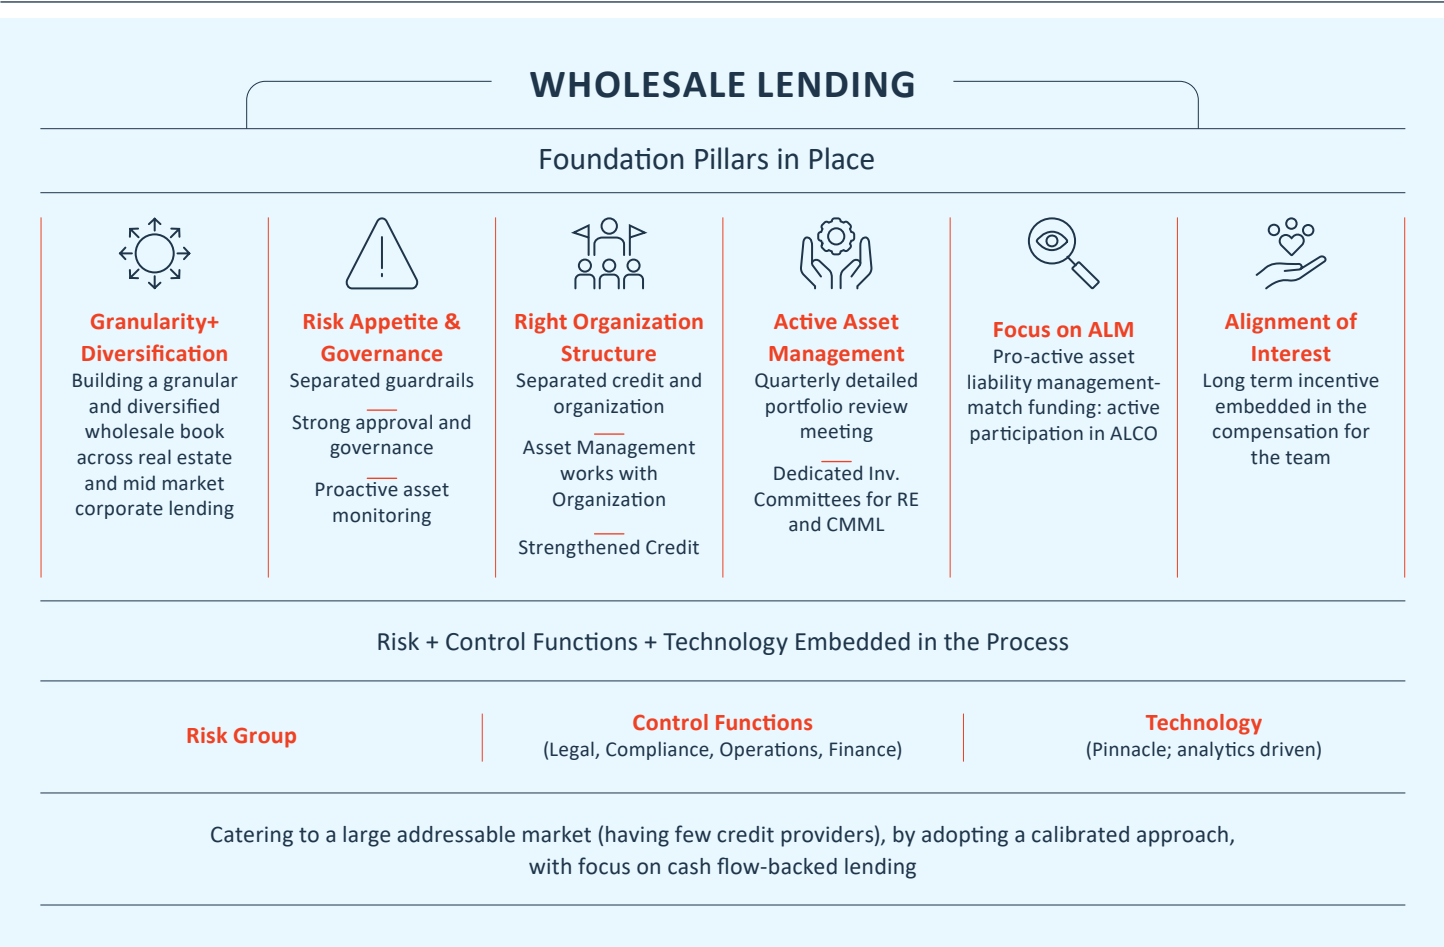 WHOLESALE LENDING
Foundation Pillars in Place
Granularity+
Diversification
Building a granular
and diversified
wholesale book
across real estate
and mid market
corporate lending
Risk Appetite &
Governance
Separated guardrails
Strong approval and
governance
Proactive asset
monitoring
Right Organization
Structure
Separated credit and
organization
Asset Management
works with
Organization
Strengthened Credit
Active Asset
Management
Quarterly detailed
portfolio review
meeting
Dedicated Inv.
Committees for RE
and CMML
Focus on ALM
Pro-active asset
liability management-
match funding: active
participation in ALCO
Alignment of
Interest
Long term incentive
embedded in the
compensation for
the team
Risk + Control Functions + Technology Embedded in the Process
Risk Group
Control Functions
(Legal, Compliance, Operations, Finance)
Technology
(Pinnacle; analytics driven)
Catering to a large addressable market (having few credit providers), by adopting a calibrated approach,
with focus on cash flow-backed lending